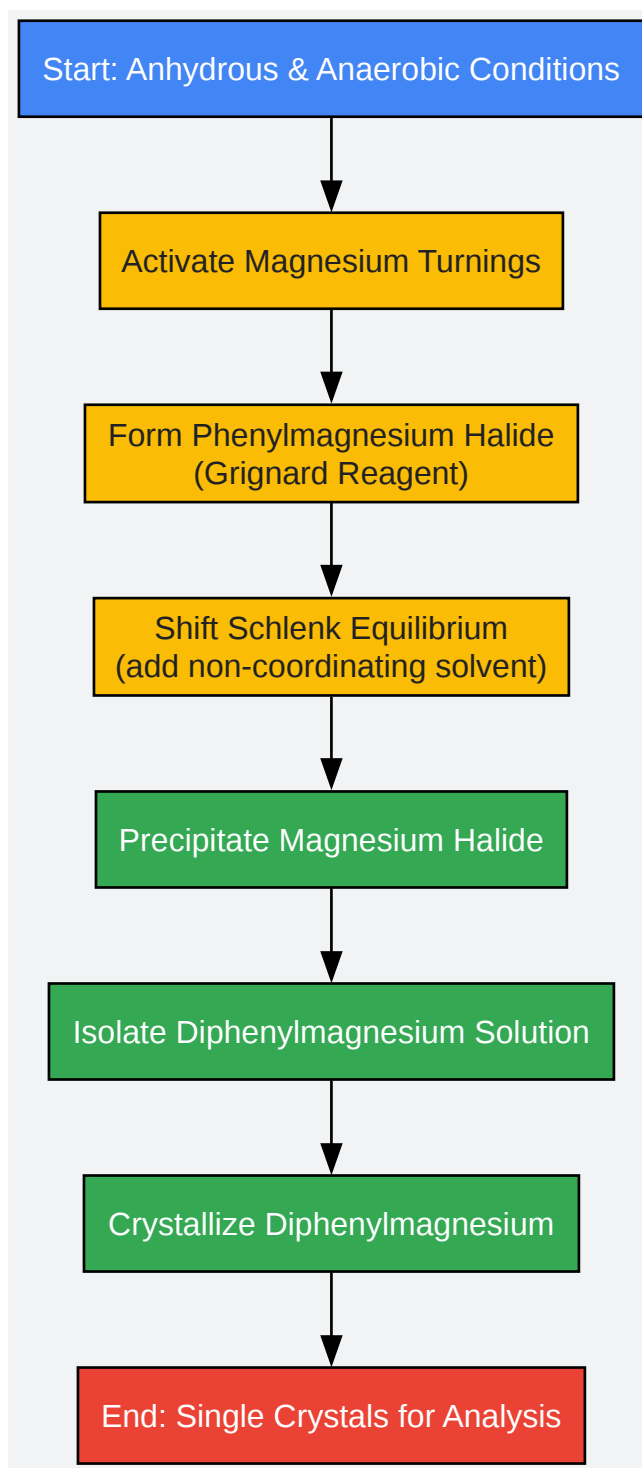 Start: Anhydrous & Anaerobic Conditions
Activate Magnesium Turnings
Form Phenylmagnesium Halide
(Grignard Reagent)
Shift Schlenk Equilibrium
(add non-coordinating solvent)
Precipitate Magnesium Halide
Isolate Diphenylmagnesium Solution
Crystallize Diphenylmagnesium
End: Single Crystals for Analysis